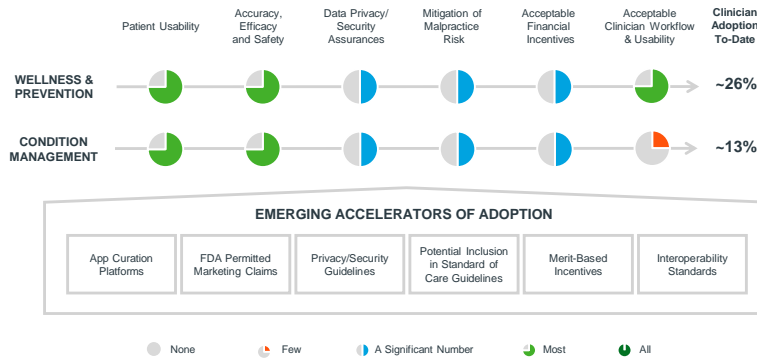 Patient Usability
Accuracy,
Efficacy
and Safety
Data Privacy/
Security
Assurances
Mitigation of
Malpractice
Risk
Acceptable
Financial
Incentives
Acceptable
Clinician Workflow
& Usability
Clinician
Adoption
To-Date
WELLNESS &
PREVENTION
~26%
CONDITION
MANAGEMENT
~13%
EMERGING ACCELERATORS OF ADOPTION
App Curation
Platforms
FDA Permitted
Marketing Claims
Privacy/Security
Guidelines
Potential Inclusion
in Standard of
Care Guidelines
Merit-Based
Incentives
Interoperability
Standards
None
Few
A Significant Number
Most
All